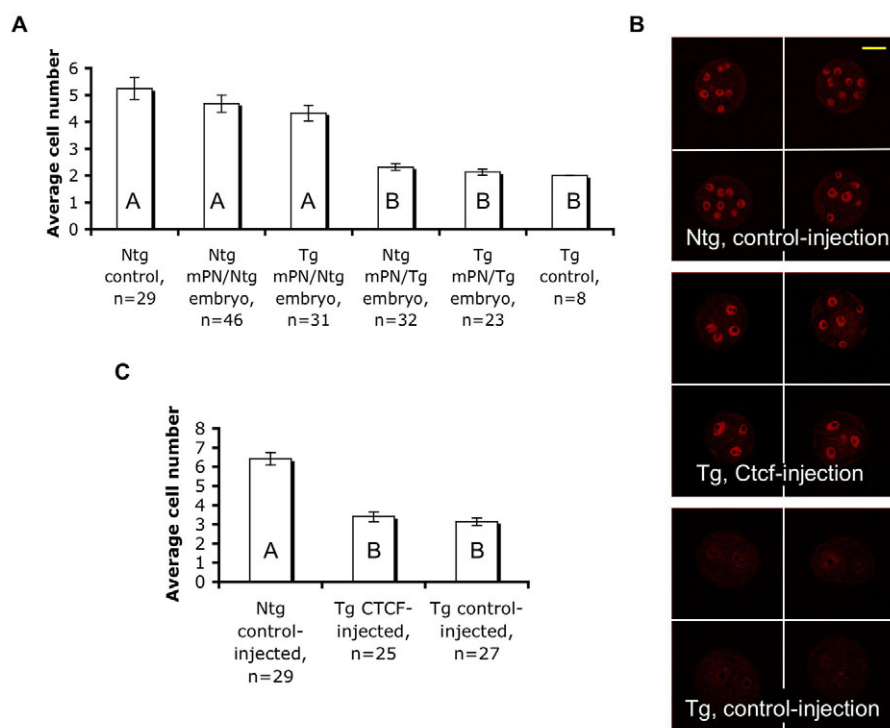 A
Average cell number
6
5
4
3
2
1
0
A
A
A
B
B
B
Ntg
control,
n=29
Ntg
mPN/Ntg
embryo,
n=46
Tg
mPN/Ntg
embryo,
n=31
Ntg
mPN/Tg
embryo,
n=32
Tg
mPN/Tg
embryo,
n=23
Tg
control,
n=8
B
Ntg, control-injection
Tg, Ctcf-injection
Tg, control-injection
C
Average cell number
8
7
6
5
4
3
2
1
0
A
B
B
Ntg
control-
injected,
n=29
Tg CTCF-
injected,
n=25
Tg control-
injected,
n=27